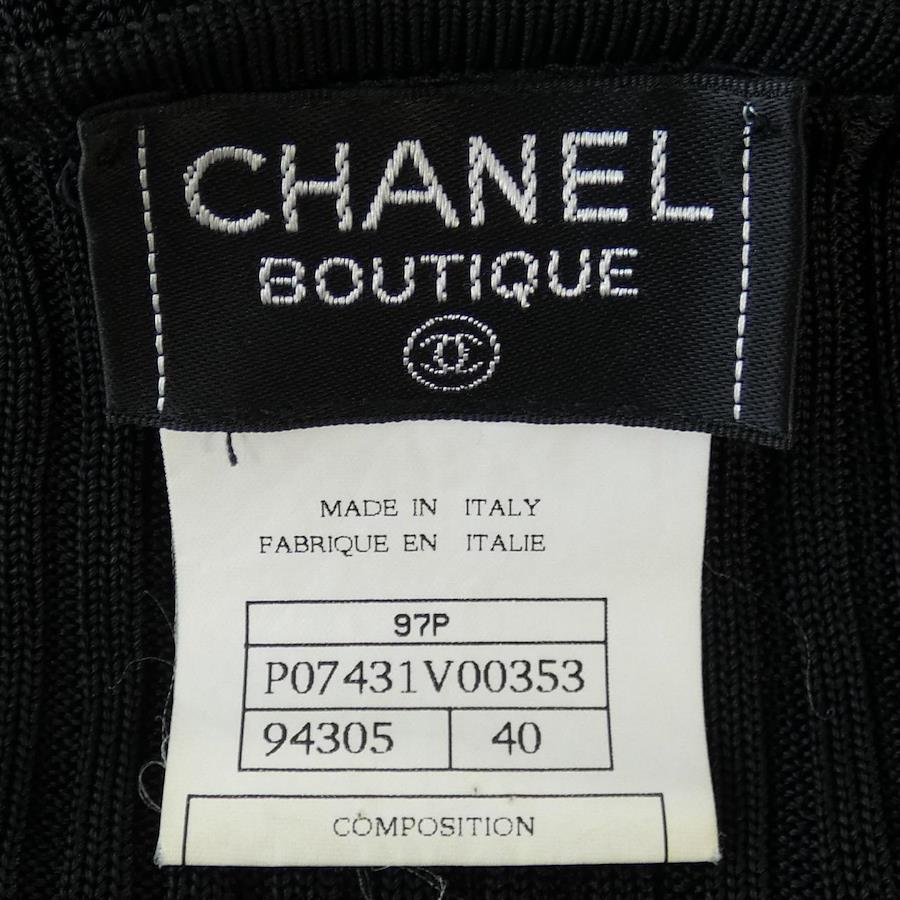 CHANEL
BOUTIQUE
MADE IN ITALY
FABRIQUE EN ITALIE
97P
P07431V00353
94305 40
COMPOSITION